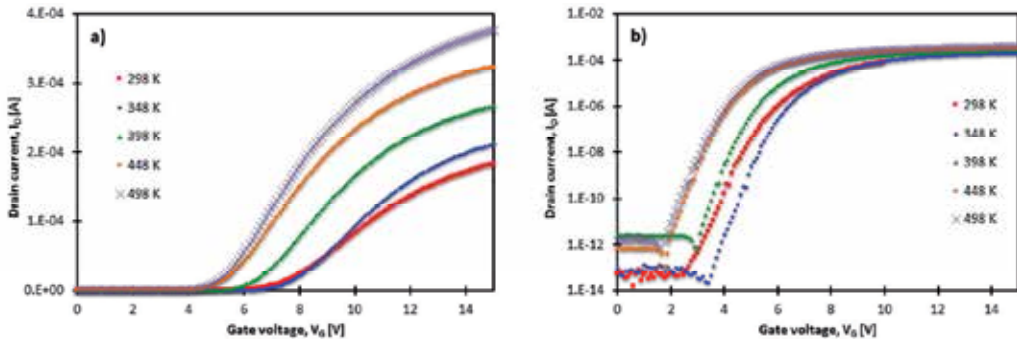 4.E-04
3.E-04
2.E-04
1.E-04
0.E+00
Drain current, I_D [A]
a)
298 K
348 K
398 K
448 K
498 K
0 2 4 6 8 10 12 14
Gate voltage, V_G [V]
1.E-02
1.E-04
1.E-06
1.E-08
1.E-10
1.E-12
1.E-14
Drain current, I_D [A]
b)
298 K
348 K
398 K
448 K
498 K
0 2 4 6 8 10 12 14
Gate voltage, V_G [V]